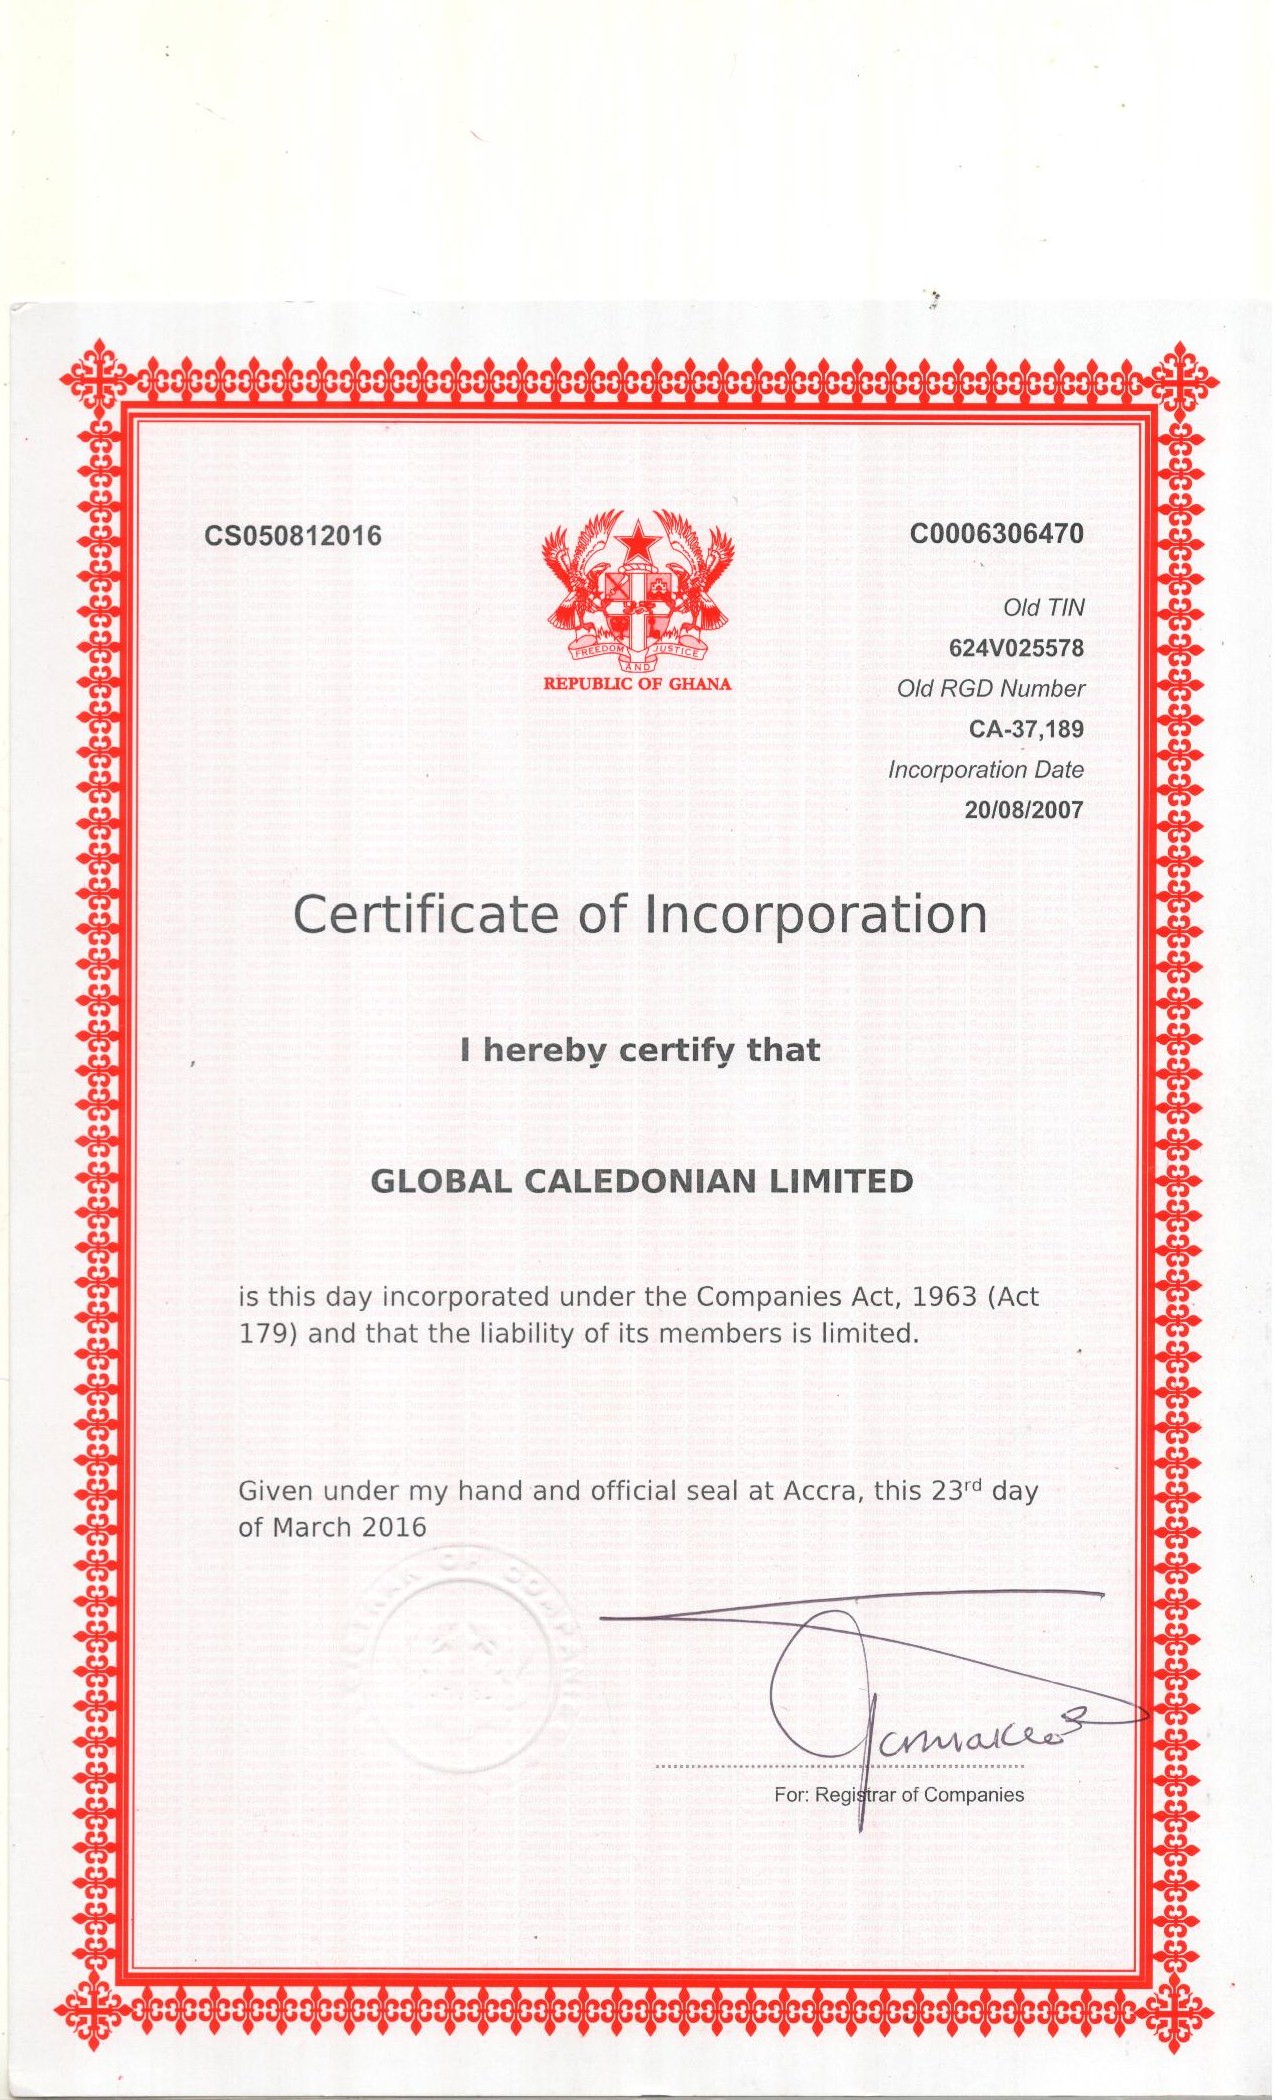 CS050812016
C0006306470
FREEDOM AND JUSTICE
REPUBLIC OF GHANA
Old TIN
624V025578
Old RGD Number
CA-37,189
Incorporation Date
20/08/2007
Certificate of Incorporation
I hereby certify that
GLOBAL CALEDONIAN LIMITED
is this day incorporated under the Companies Act, 1963 (Act
179) and that the liability of its members is limited.
Given under my hand and official seal at Accra, this 23rd day
of March 2016
OF COMPANIES
For: Registrar of Companies